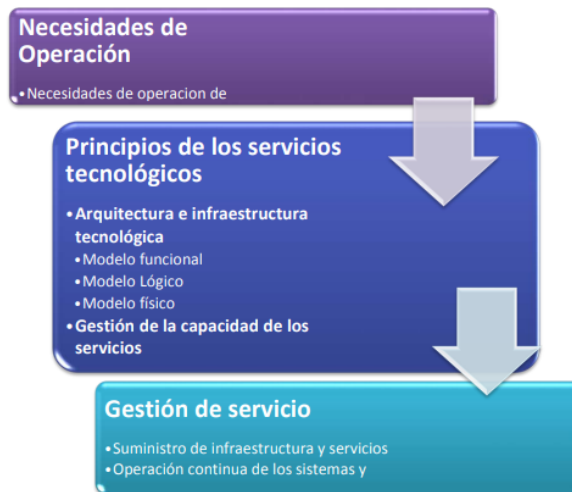 Necesidades de
Operación
•Necesidades de operacion de
Principios de los servicios
tecnológicos
•Arquitectura e infraestructura
tecnológica
•Modelo funcional
•Modelo Lógico
•Modelo físico
•Gestión de la capacidad de los
servicios
Gestión de servicio
•Suministro de infraestructura y servicios
•Operación continua de los sistemas y